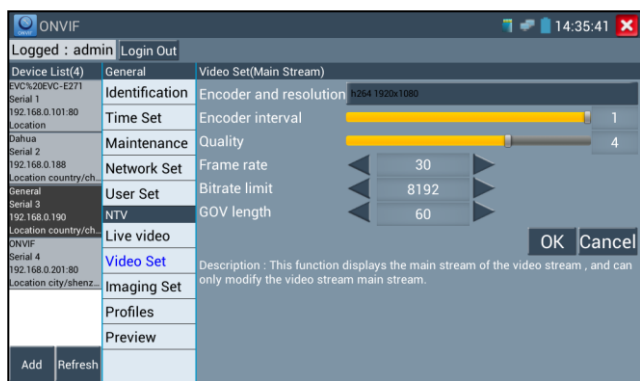 ONVIF
14:35:41
Logged : admin
Login Out
Device List(4)
EVC%20EVC-E271
Serial 1
192.168.0.101:80
Location
Dahua
Serial 2
192.168.0.188
Location country/ch...
General
Serial 3
192.168.0.190
Location country/ch...
ONVIF
Serial 4
192.168.0.201:80
Location city/shenz...
Add
Refresh
General
Identification
Time Set
Maintenance
Network Set
User Set
NTV
Live video
Video Set
Imaging Set
Profiles
Preview
Video Set(Main Stream)
Encoder and resolution h264 1920x1080
Encoder interval 1
Quality 4
Frame rate 30
Bitrate limit 8192
GOV length 60
OK Cancel
Description : This function displays the main stream of the video stream , and can
only modify the video stream main stream.